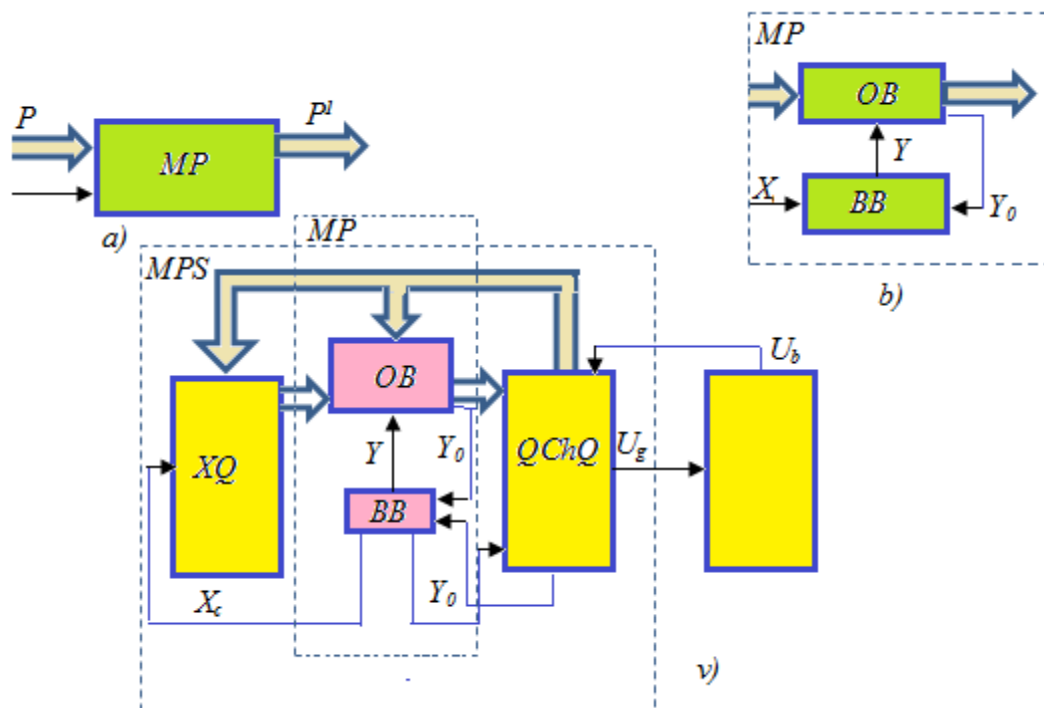 P
P¹
MP
a)
MP
OB
Y
X
BB
Y₀
b)
MP
MPS
OB
U_b
XQ
Y
Y₀
QChQ
U_g
BB
X_c
Y₀
v)